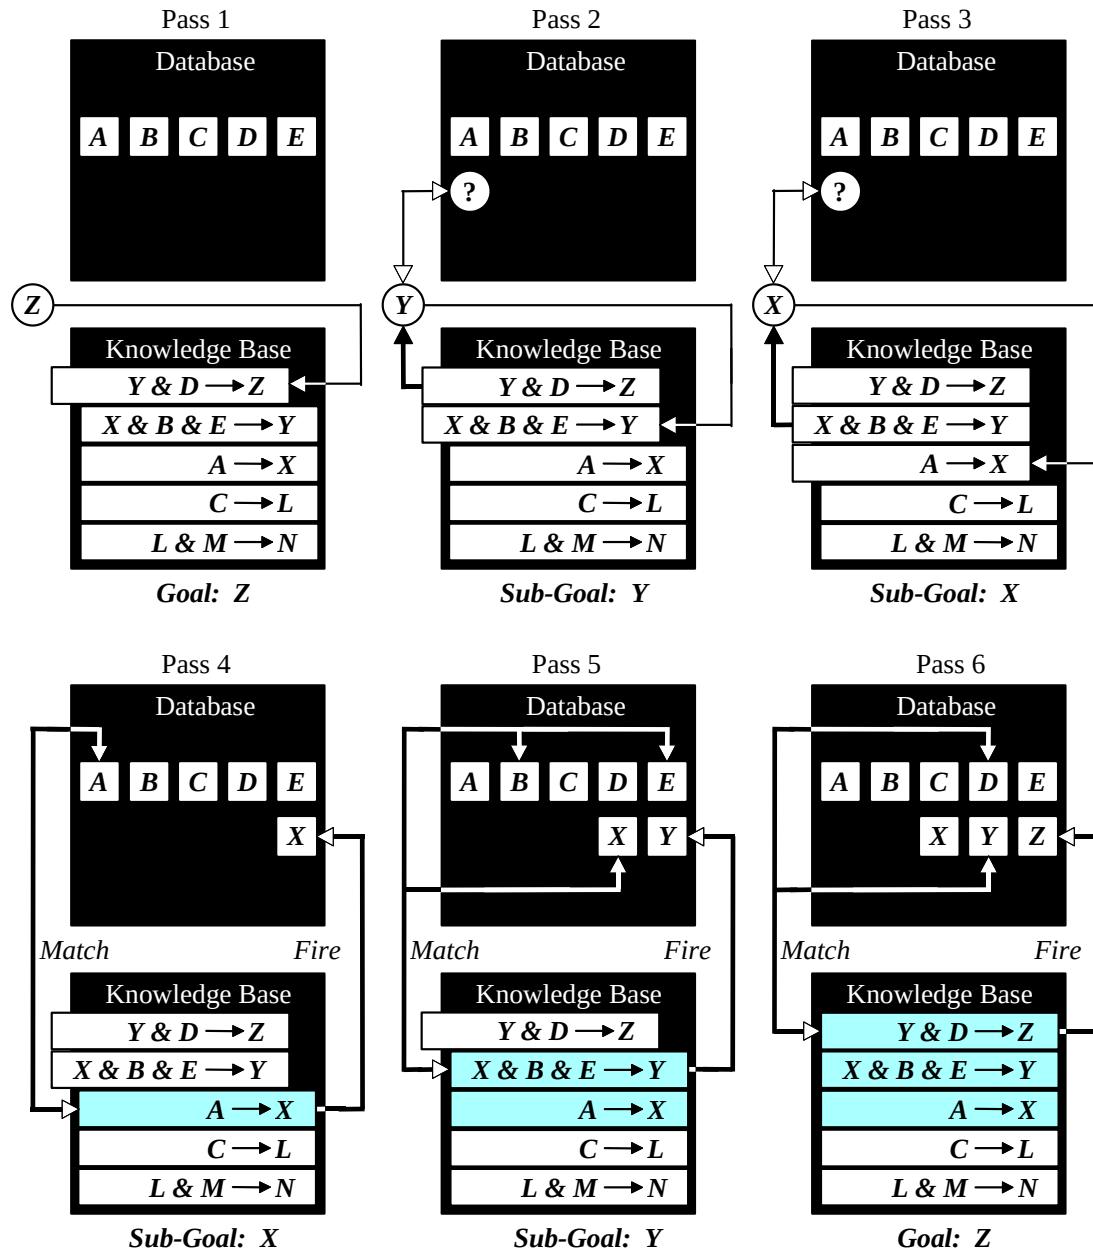 Pass 1
Database
A B C D E
Z
Knowledge Base
Y & D → Z
X & B & E → Y
A → X
C → L
L & M → N
Goal: Z
Pass 2
Database
A B C D E
?
Y
Knowledge Base
Y & D → Z
X & B & E → Y
A → X
C → L
L & M → N
Sub-Goal: Y
Pass 3
Database
A B C D E
?
X
Knowledge Base
Y & D → Z
X & B & E → Y
A → X
C → L
L & M → N
Sub-Goal: X
Pass 4
Database
A B C D E
X
Match Fire
Knowledge Base
Y & D → Z
X & B & E → Y
A → X
C → L
L & M → N
Sub-Goal: X
Pass 5
Database
A B C D E
X Y
Match Fire
Knowledge Base
Y & D → Z
X & B & E → Y
A → X
C → L
L & M → N
Sub-Goal: Y
Pass 6
Database
A B C D E
X Y Z
Match Fire
Knowledge Base
Y & D → Z
X & B & E → Y
A → X
C → L
L & M → N
Goal: Z